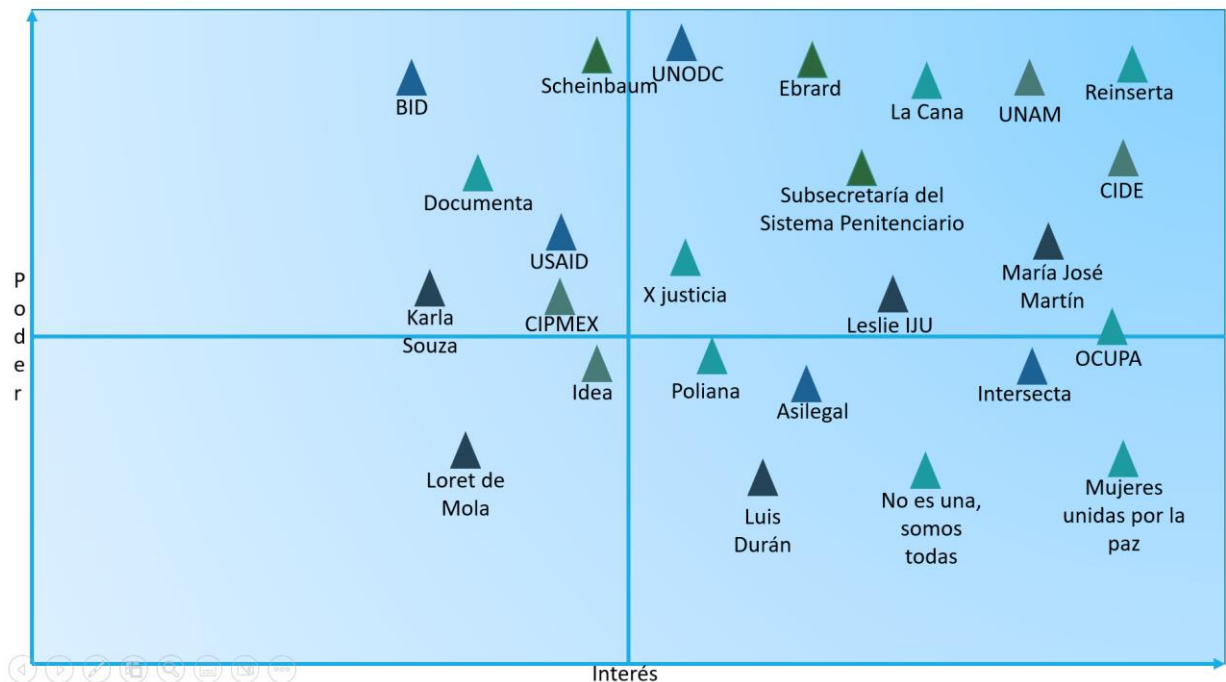 Scheinbaum
UNODC
Ebrard
La Cana
UNAM
Reinserta
BID
Documenta
Subsecretaría del
Sistema Penitenciario
CIDE
USAID
X justicia
María José
Martín
Karla
Souza
CIPMEX
Leslie IJU
Poder
OCUPA
Idea
Poliana
Asilegal
Intersecta
Loret de
Mola
Luis
Durán
No es una,
somos
todas
Mujeres
unidas por la
paz
Interés